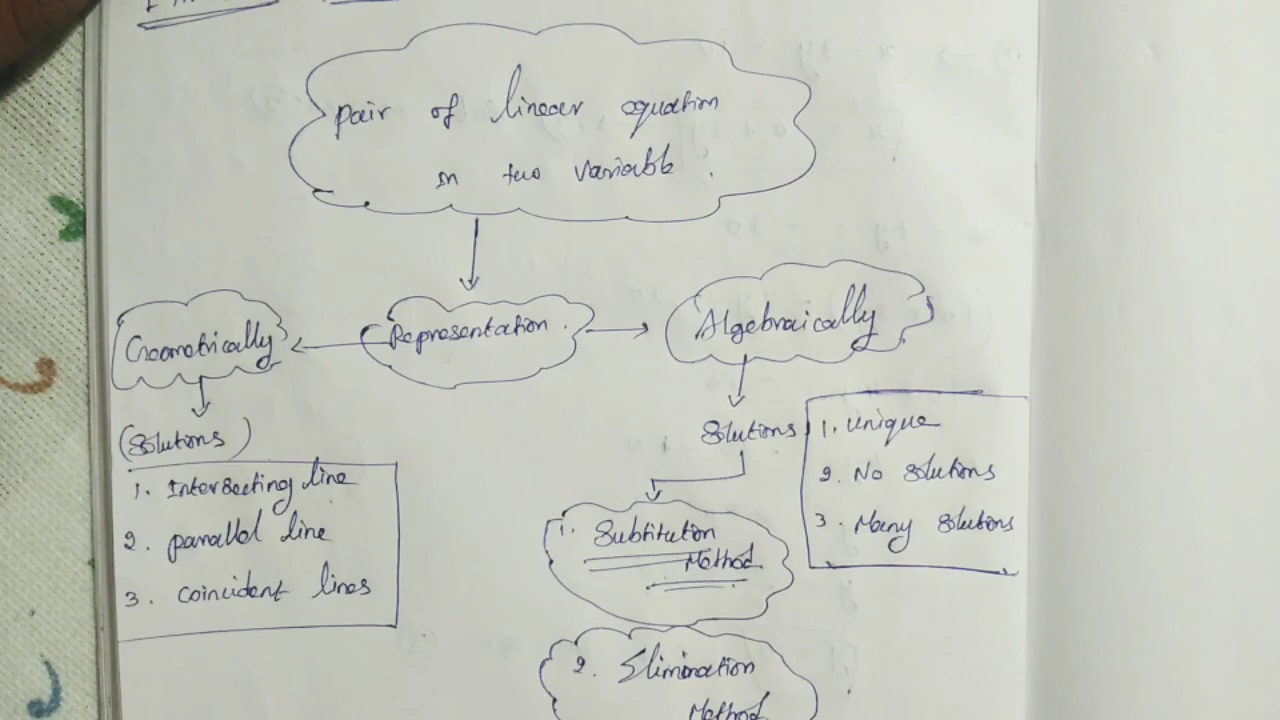 pair of linear equation
in two variable.
Geometrically
Representation.
Algebraically
(Solutions)
1. Intersecting line
2. parallel line
3. coincident lines
Solutions
1. Unique
2. No solutions
3. Many solutions
1. Substitution
Method
2. Elimination
Method